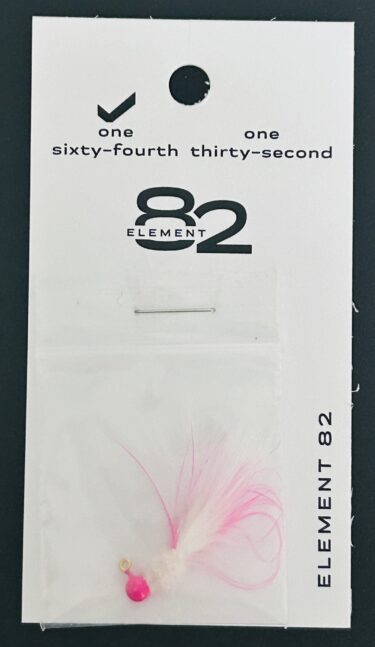 one one
sixty-fourth thirty-second
82
ELEMENT
ELEMENT 82